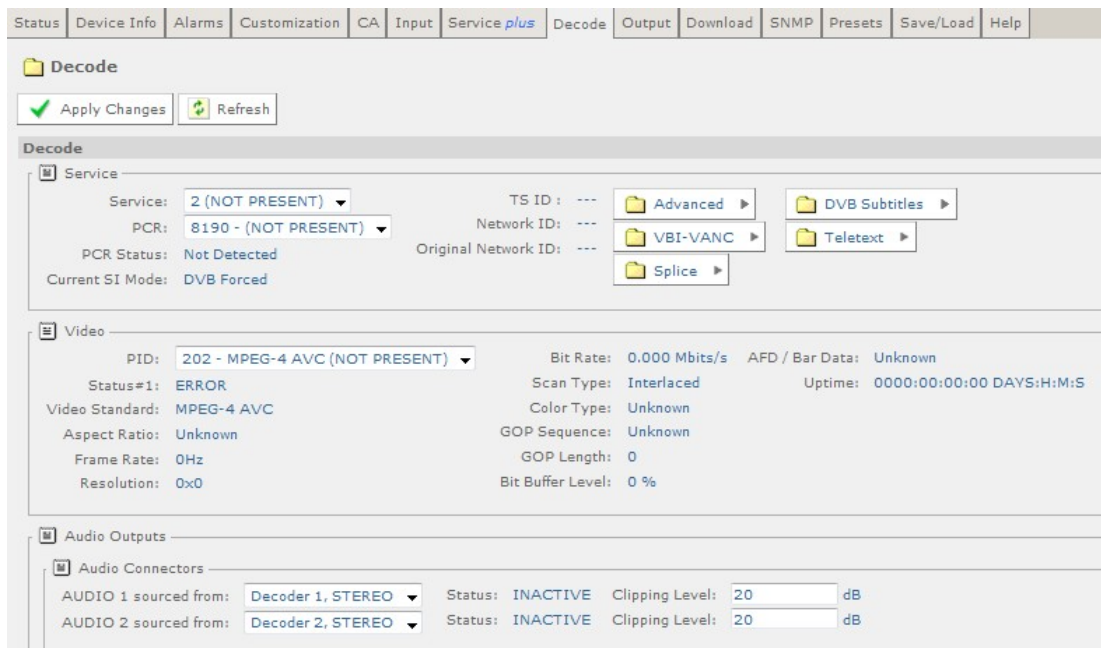 Status Device Info Alarms Customization CA Input Service plus Decode Output Download SNMP Presets Save/Load Help
Decode
Apply Changes Refresh
Decode
Service
Service: 2 (NOT PRESENT) TS ID : --- Advanced DVB Subtitles
PCR: 8190 - (NOT PRESENT) Network ID: --- VBI-VANC Teletext
PCR Status: Not Detected Original Network ID: ---
Current SI Mode: DVB Forced Splice
Video
PID: 202 - MPEG-4 AVC (NOT PRESENT) Bit Rate: 0.000 Mbits/s AFD / Bar Data: Unknown
Status#1: ERROR Scan Type: Interlaced Uptime: 0000:00:00:00 DAYS:H:M:S
Video Standard: MPEG-4 AVC Color Type: Unknown
Aspect Ratio: Unknown GOP Sequence: Unknown
Frame Rate: 0Hz GOP Length: 0
Resolution: 0x0 Bit Buffer Level: 0 %
Audio Outputs
Audio Connectors
AUDIO 1 sourced from: Decoder 1, STEREO Status: INACTIVE Clipping Level: 20 dB
AUDIO 2 sourced from: Decoder 2, STEREO Status: INACTIVE Clipping Level: 20 dB